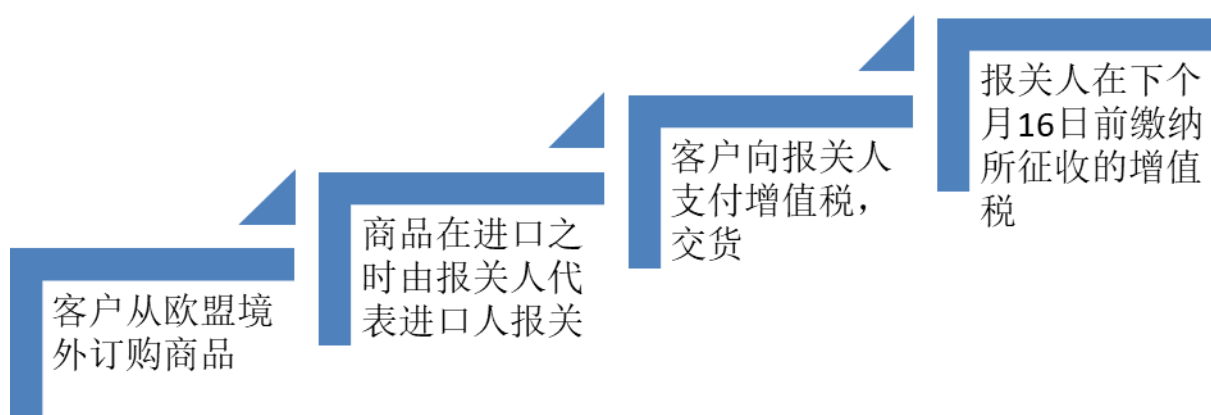 客户从欧盟境
外订购商品
商品在进口之
时由报关人代
表进口人报关
客户向报关人
支付增值税，
交货
报关人在下个
月16日前缴纳
所征收的增值
税